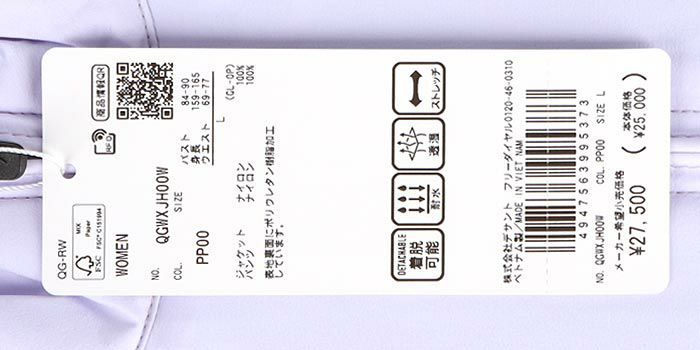 商品情報QR
RFID
QG-RW
MIX
Paper
FSC® C151994
FSC
WOMEN
NO. QGWXJH00W
COL. PP00
SIZE L
バスト 84-90
身長 159-165
ウエスト 69-77
(QL-OP)
ジャケット ナイロン 100%
パンツ ナイロン 100%
表地裏面にポリウレタン樹脂加工
しています。
ストレッチ
透湿
耐水
DETACHABLE
着脱
可能
株式会社デサント フリーダイヤル0120-46-0310
ベトナム製/MADE IN VIET NAM
4947563995373
NO. QGWXJH00W COL. PP00 SIZE L
メーカー希望小売価格 (本体価格
¥27,500 ¥25,000)